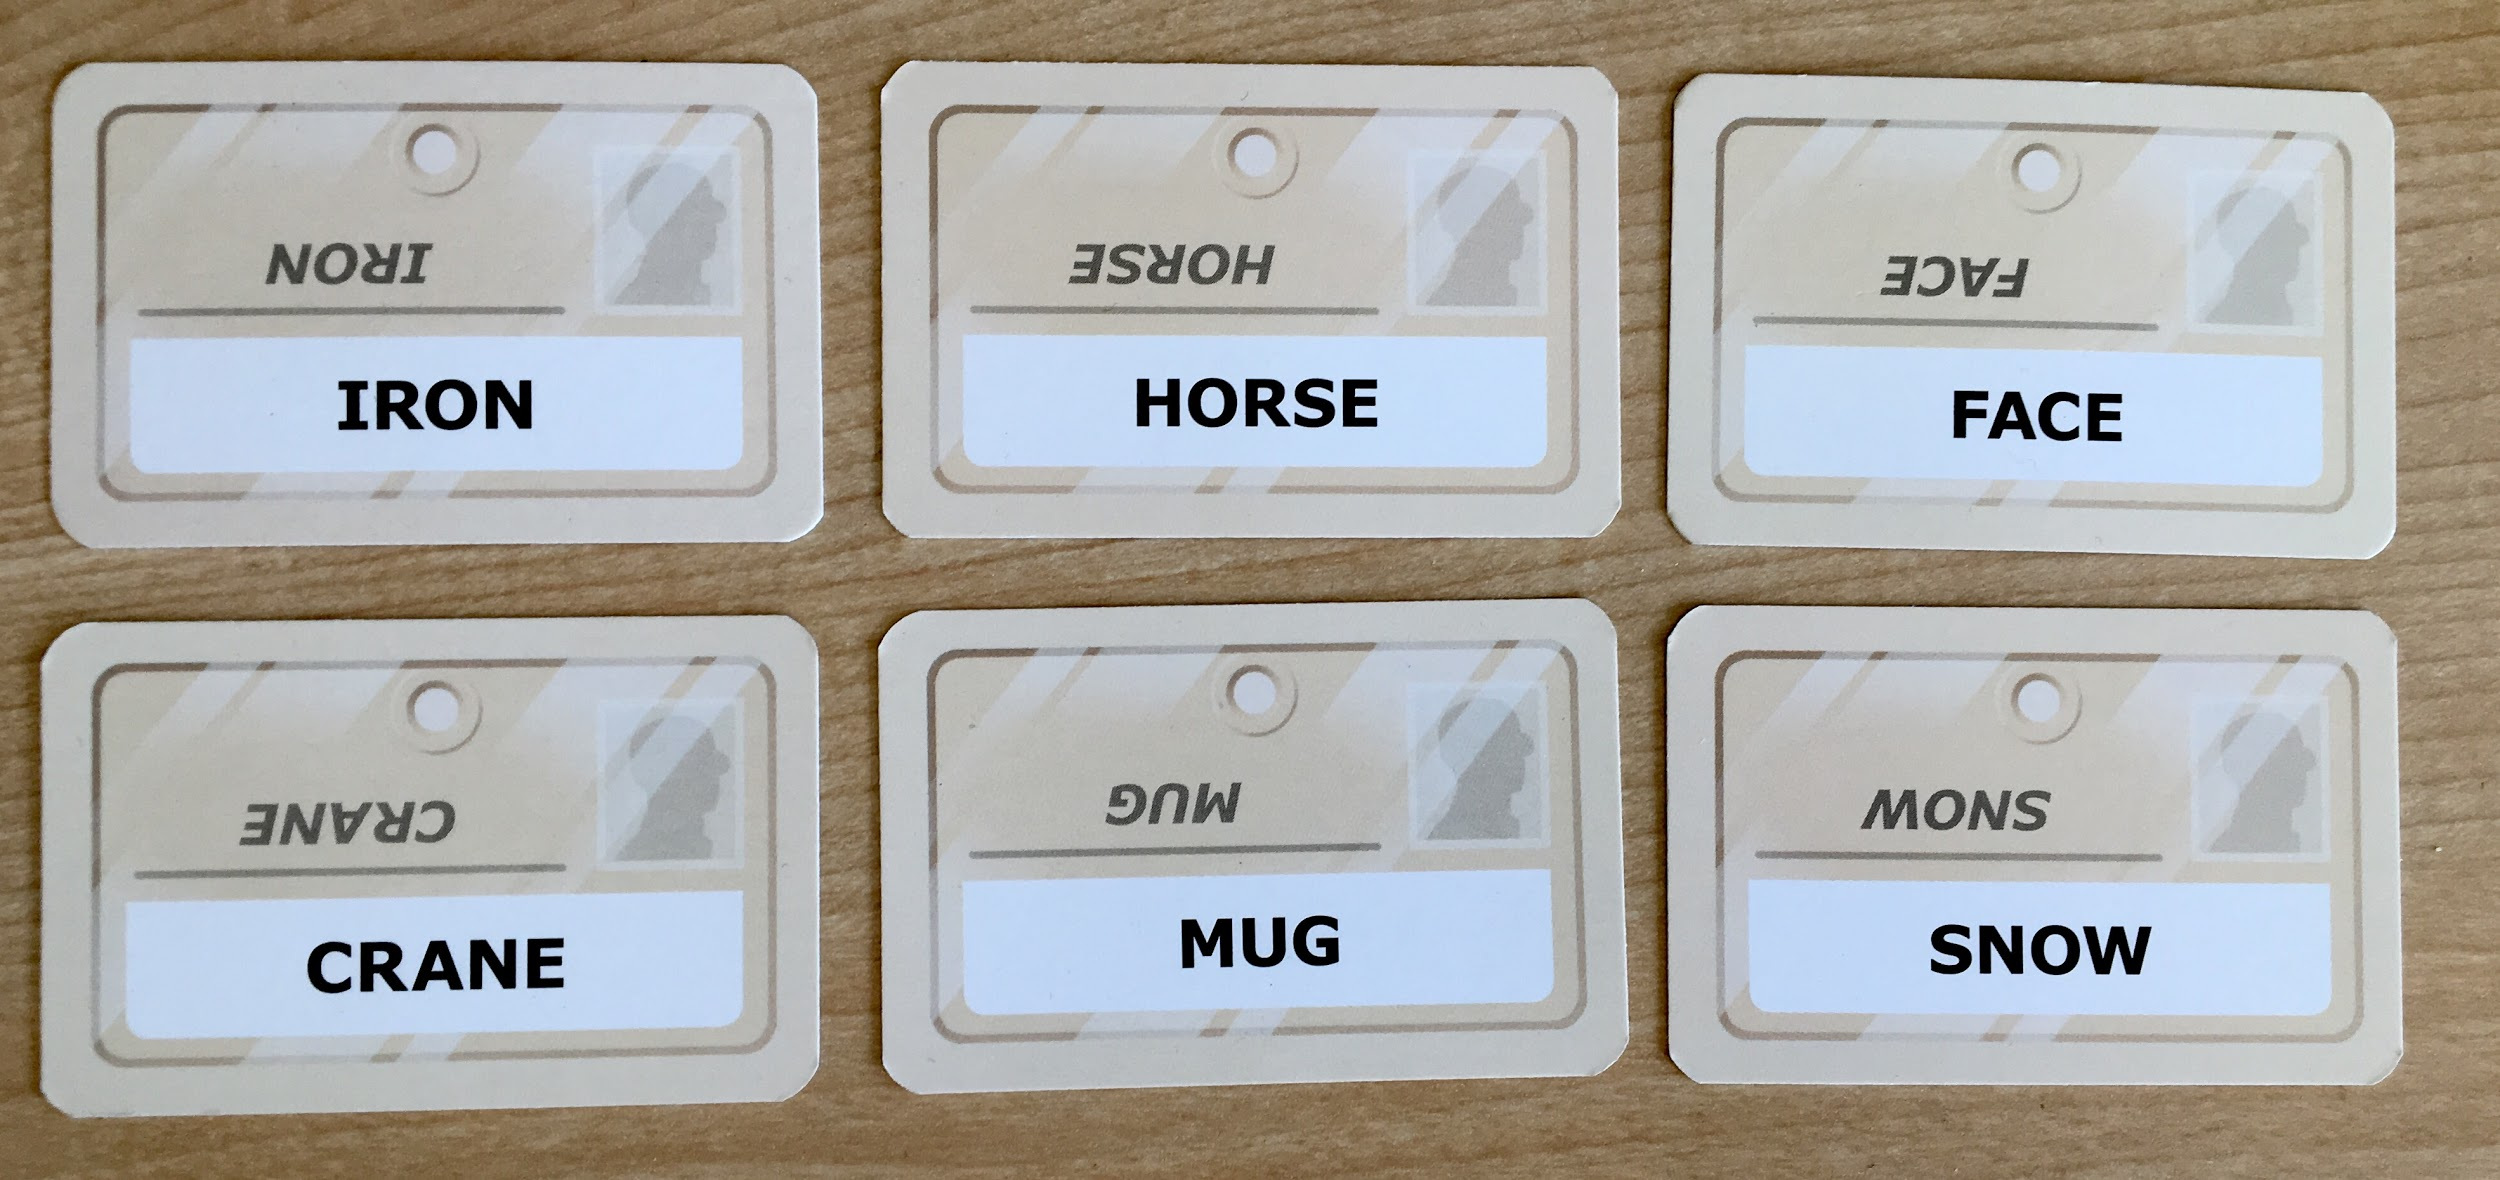 IRON
IRON
HORSE
HORSE
FACE
FACE
CRANE
CRANE
MUG
MUG
SNOW
SNOW